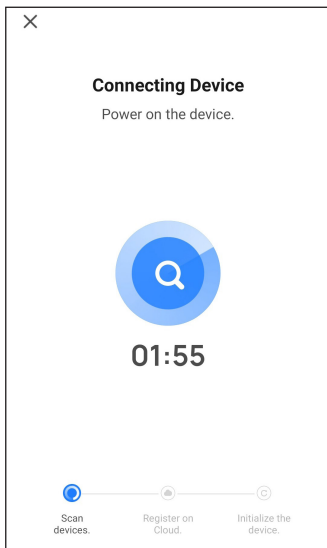 Connecting Device
Power on the device.
01:55
Scan
devices.
Register on
Cloud.
Initialize the
device.